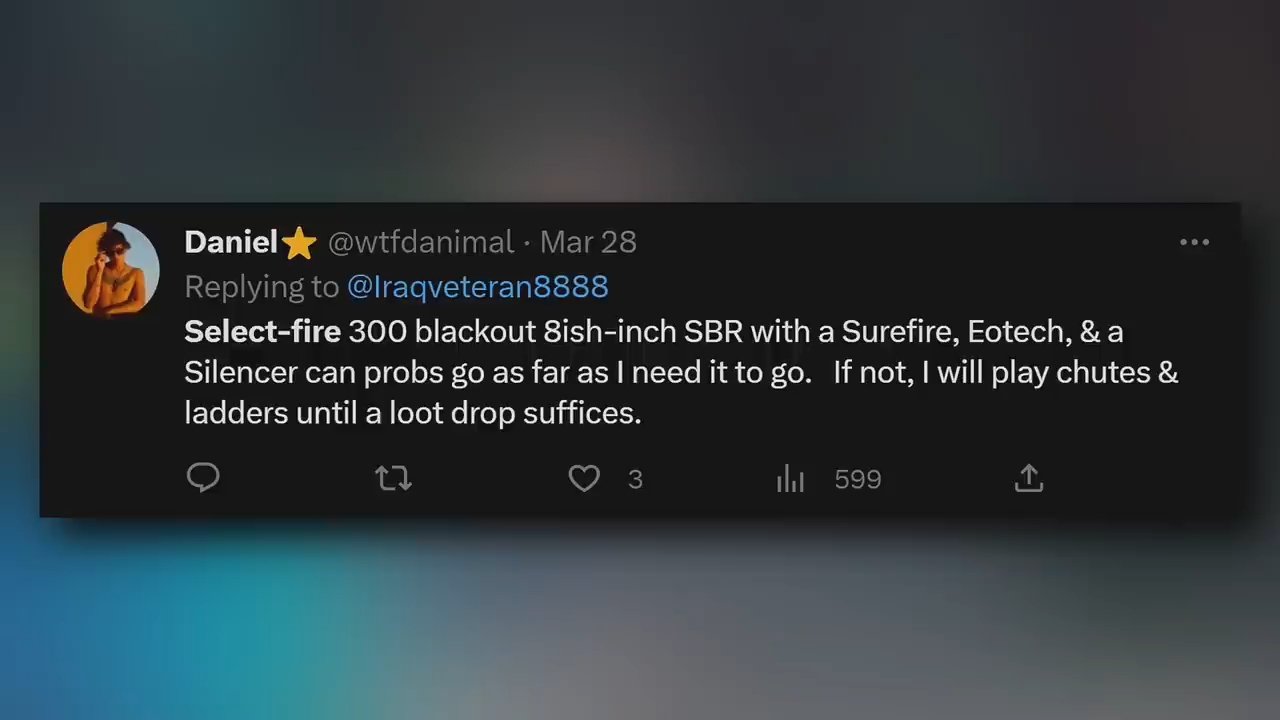 Daniel⭐ @wtfdanimal · Mar 28
Replying to @Iraqveteran8888
Select-fire 300 blackout 8ish-inch SBR with a Surefire, Eotech, & a
Silencer can probs go as far as I need it to go.   If not, I will play chutes &
ladders until a loot drop suffices.
3 599